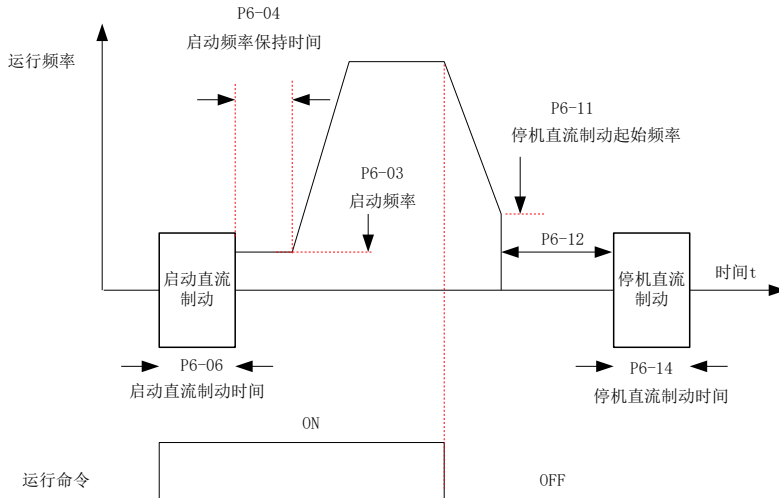 P6-04
启动频率保持时间
运行频率
P6-11
停机直流制动起始频率
P6-03
启动频率
P6-12
启动直流
制动
停机直流
制动
时间t
P6-06
启动直流制动时间
P6-14
停机直流制动时间
ON
运行命令
OFF